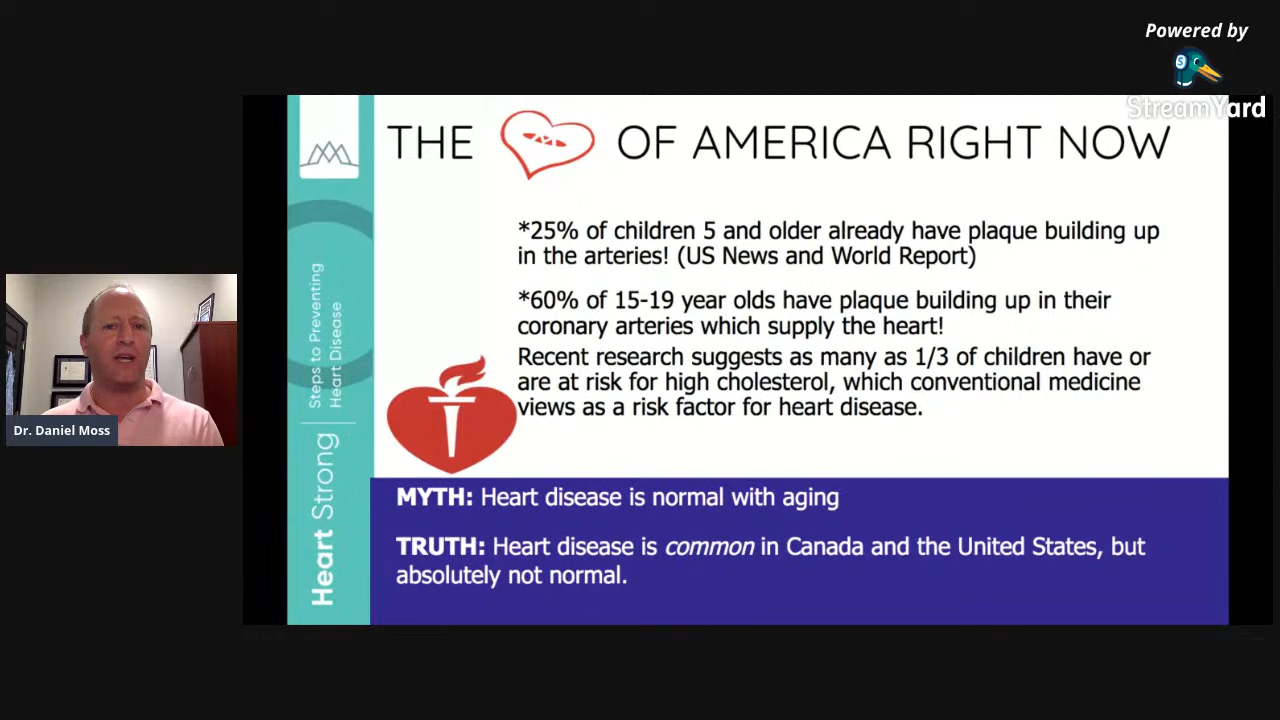 Powered by
S
StreamYard
THE OF AMERICA RIGHT NOW
*25% of children 5 and older already have plaque building up
in the arteries! (US News and World Report)
*60% of 15-19 year olds have plaque building up in their
coronary arteries which supply the heart!
Recent research suggests as many as 1/3 of children have or
are at risk for high cholesterol, which conventional medicine
views as a risk factor for heart disease.
MYTH: Heart disease is normal with aging
TRUTH: Heart disease is common in Canada and the United States, but
absolutely not normal.
Heart Strong
Steps to Preventing
Heart Disease
Dr. Daniel Moss